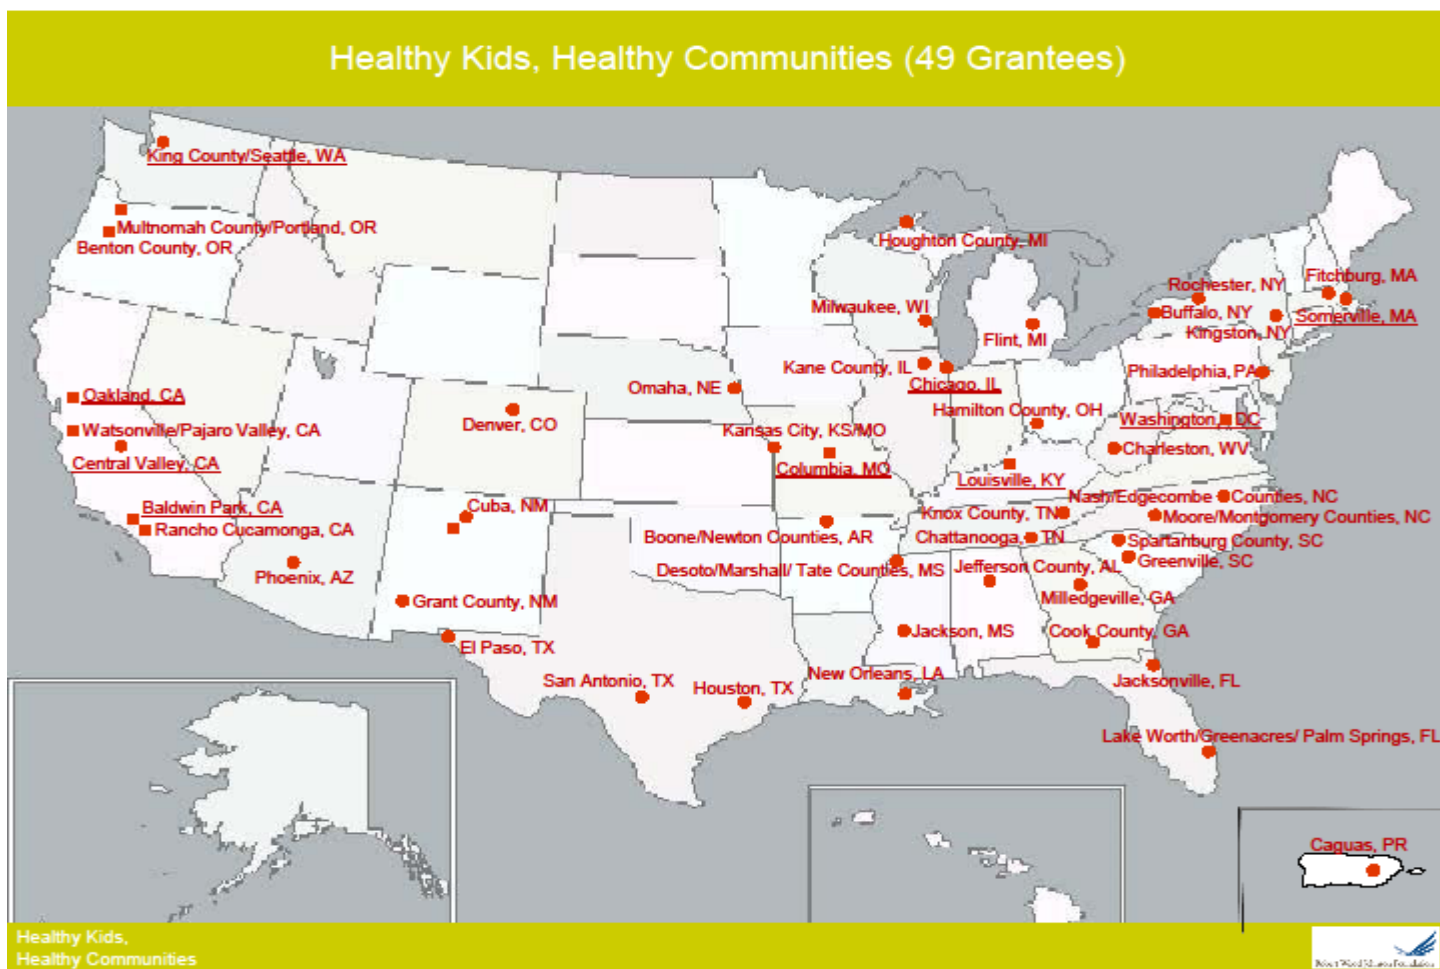 Healthy Kids, Healthy Communities (49 Grantees)
King County/Seattle, WA
Multnomah County/Portland, OR
Benton County, OR
Houghton County, MI
Fitchburg, MA
Rochester, NY
Milwaukee, WI
Buffalo, NY
Somerville, MA
Kingston, NY
Flint, MI
Kane County, IL
Philadelphia, PA
Chicago, IL
Omaha, NE
Oakland, CA
Hamilton County, OH
Denver, CO
Washington, DC
Watsonville/Pajaro Valley, CA
Kansas City, KS/MO
Charleston, WV
Central Valley, CA
Columbia, MO
Louisville, KY
Nash/Edgecombe Counties, NC
Baldwin Park, CA
Cuba, NM
Knox County, TN
Moore/Montgomery Counties, NC
Rancho Cucamonga, CA
Boone/Newton Counties, AR
Chattanooga, TN
Spartanburg County, SC
Greenville, SC
Phoenix, AZ
Desoto/Marshall/ Tate Counties, MS
Jefferson County, AL
Grant County, NM
Milledgeville, GA
Jackson, MS
Cook County, GA
El Paso, TX
New Orleans, LA
San Antonio, TX
Houston, TX
Jacksonville, FL
Lake Worth/Greenacres/ Palm Springs, FL
Caguas, PR
Healthy Kids,
Healthy Communities
Robert Wood Johnson Foundation